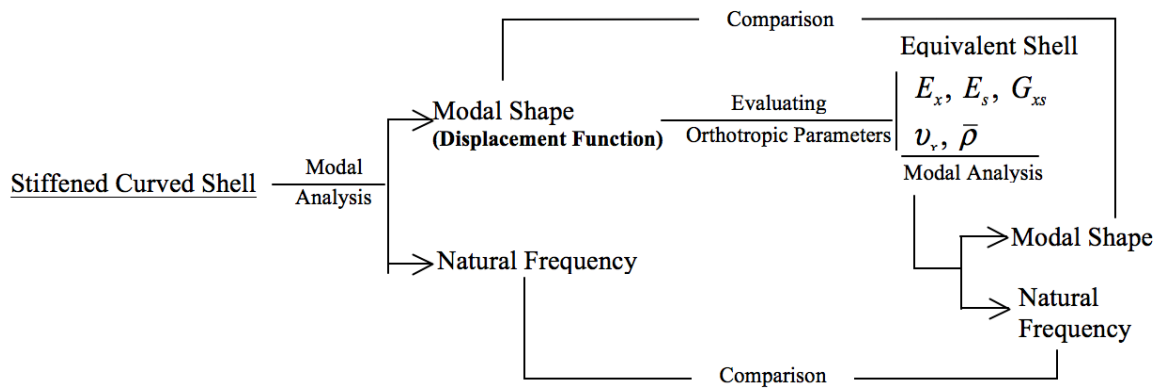 Comparison
Equivalent Shell
E_x, E_s, G_xs
Modal Shape
(Displacement Function)
Evaluating
Orthotropic Parameters
υ_x, ρ̅
Modal Analysis
Stiffened Curved Shell
Modal
Analysis
Modal Shape
Natural Frequency
Natural
Frequency
Comparison